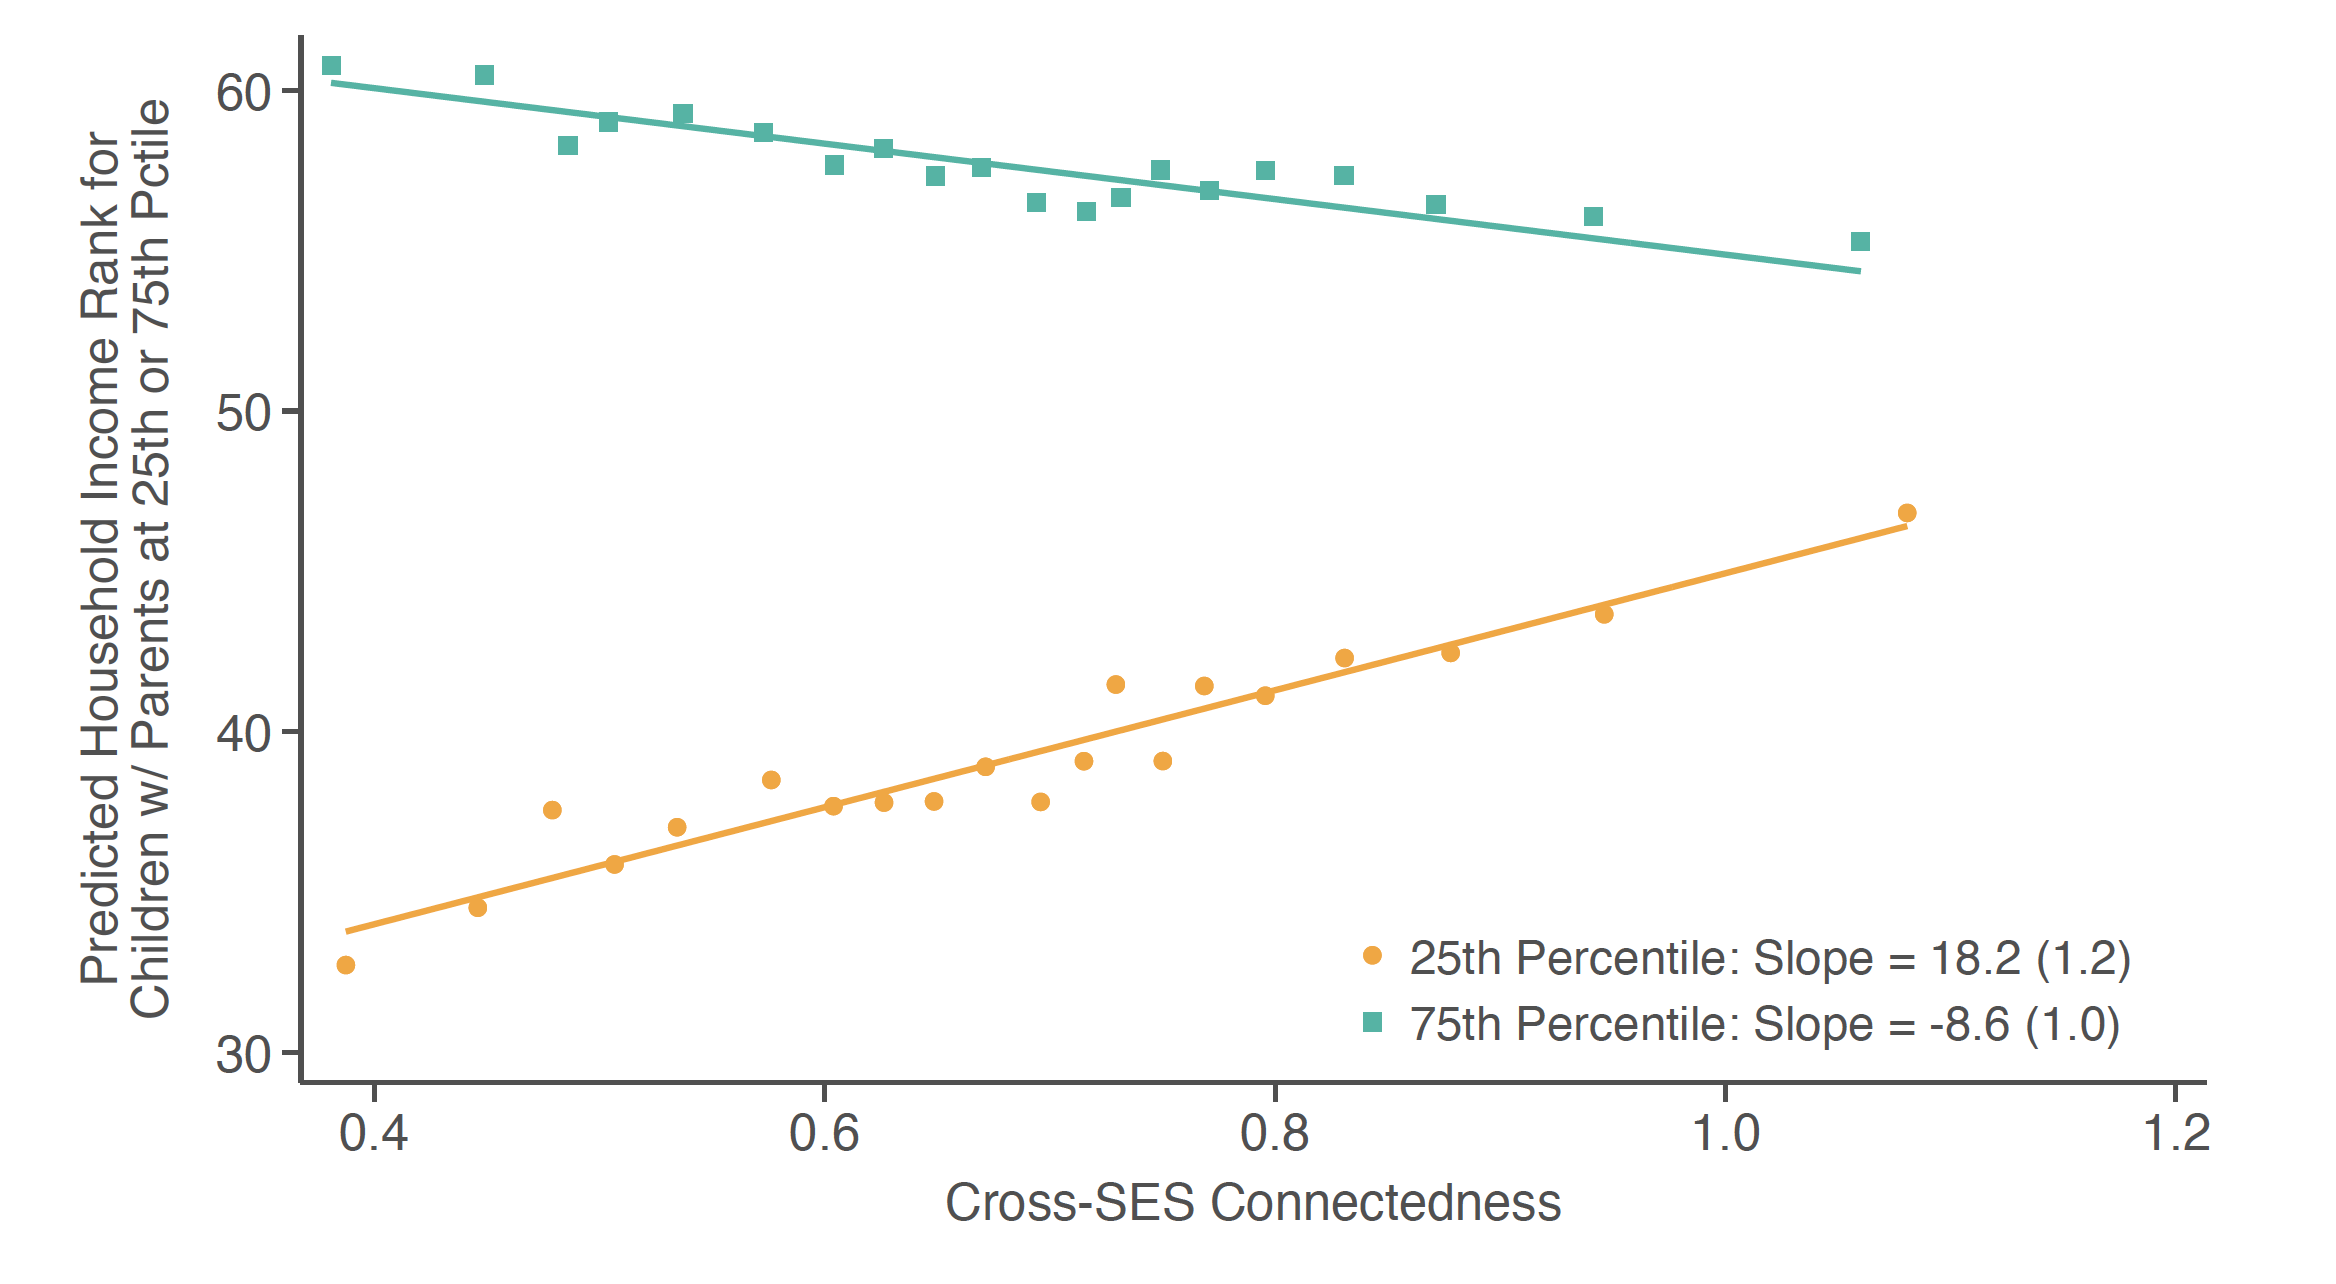 Predicted Household Income Rank for
Children w/ Parents at 25th or 75th Pctile
60
50
40
30
25th Percentile: Slope = 18.2 (1.2)
75th Percentile: Slope = -8.6 (1.0)
0.4
0.6
0.8
1.0
1.2
Cross-SES Connectedness